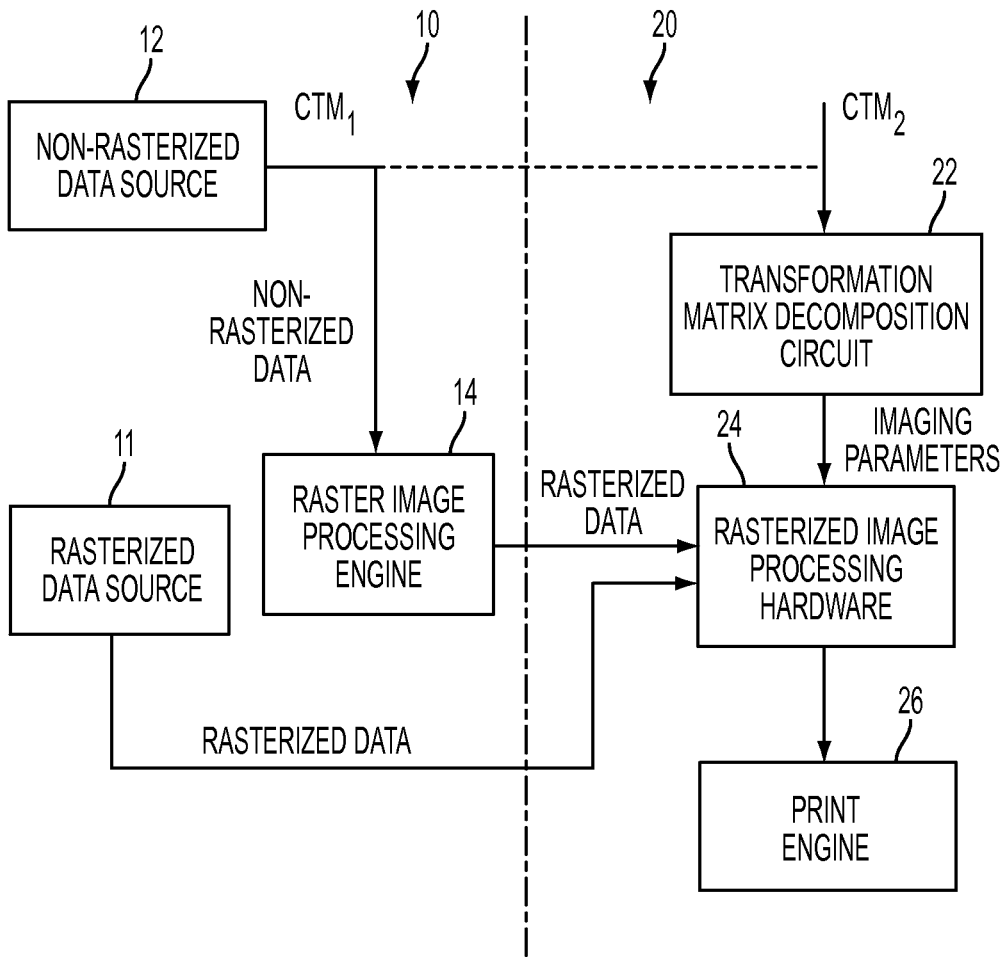 12
10
20
CTM1
CTM2
NON-RASTERIZED
DATA SOURCE
22
TRANSFORMATION
MATRIX DECOMPOSITION
CIRCUIT
NON-
RASTERIZED
DATA
14
11
24
IMAGING
PARAMETERS
RASTER IMAGE
PROCESSING
ENGINE
RASTERIZED
DATA
RASTERIZED
DATA SOURCE
RASTERIZED IMAGE
PROCESSING
HARDWARE
RASTERIZED DATA
26
PRINT
ENGINE